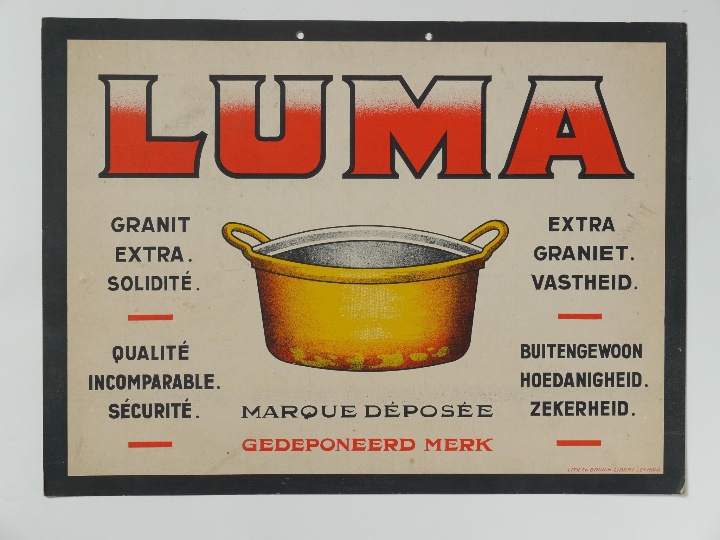 LUMA
GRANIT
EXTRA.
SOLIDITÉ.
QUALITÉ
INCOMPARABLE.
SÉCURITÉ.
EXTRA
GRANIET.
VASTHEID.
BUITENGEWOON
HOEDANIGHEID.
ZEKERHEID.
MARQUE DÉPOSÉE
GEDEPONEERD MERK